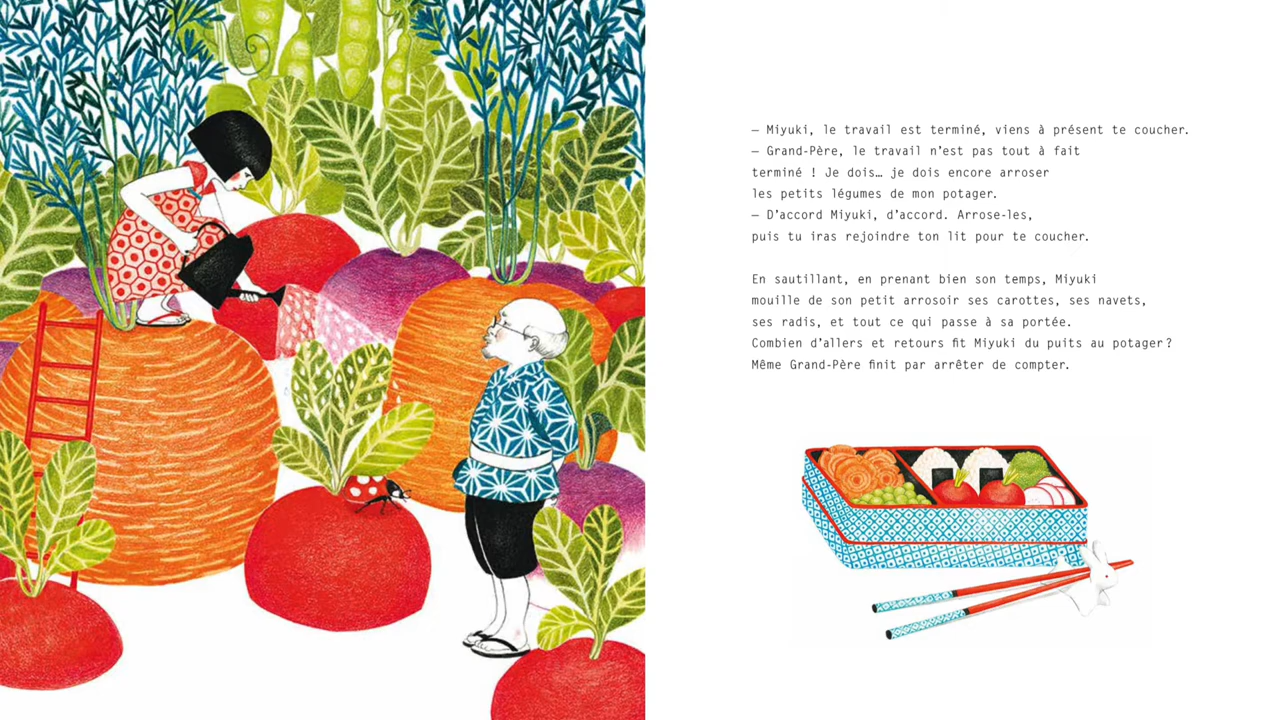 – Miyuki, le travail est terminé, viens à présent te coucher.
– Grand-Père, le travail n’est pas tout à fait
terminé ! Je dois… je dois encore arroser
les petits légumes de mon potager.
– D’accord Miyuki, d’accord. Arrose-les,
puis tu iras rejoindre ton lit pour te coucher.
En sautillant, en prenant bien son temps, Miyuki
mouille de son petit arrosoir ses carottes, ses navets,
ses radis, et tout ce qui passe à sa portée.
Combien d’allers et retours fit Miyuki du puits au potager ?
Même Grand-Père finit par arrêter de compter.